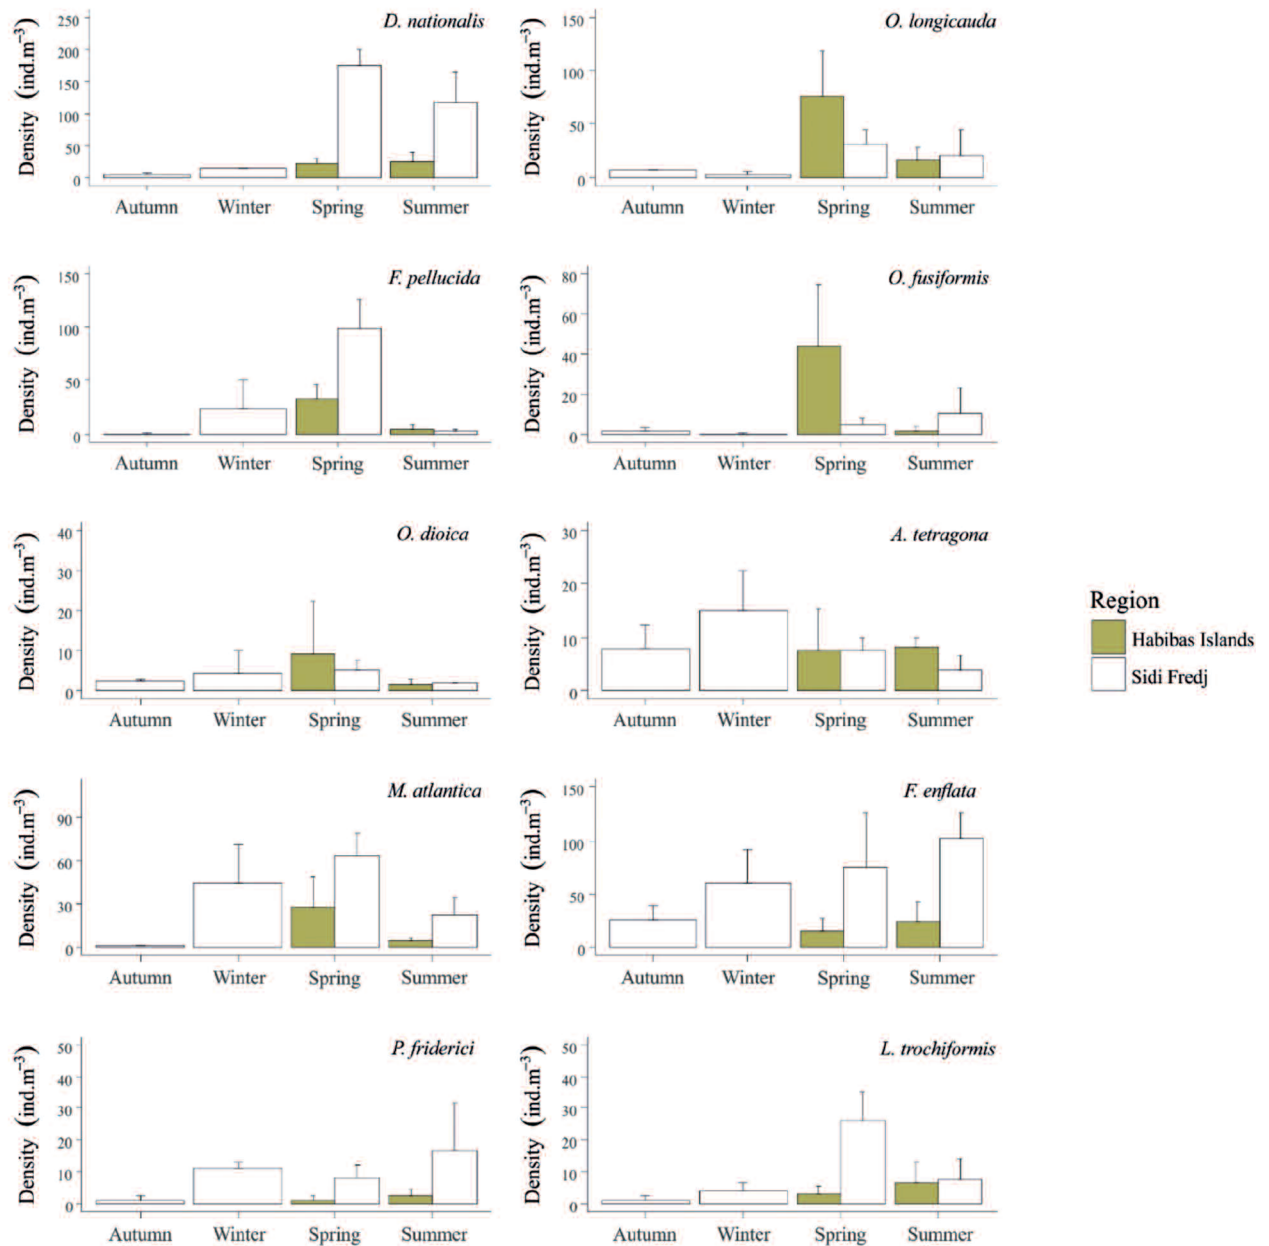 D. nationalis
Density (ind.m⁻³)
250
200
150
100
50
0
Autumn Winter Spring Summer
O. longicauda
Density (ind.m⁻³)
150
100
50
0
Autumn Winter Spring Summer
F. pellucida
Density (ind.m⁻³)
150
100
50
0
Autumn Winter Spring Summer
O. fusiformis
Density (ind.m⁻³)
80
60
40
20
0
Autumn Winter Spring Summer
O. dioica
Density (ind.m⁻³)
40
30
20
10
0
Autumn Winter Spring Summer
A. tetragona
Density (ind.m⁻³)
30
20
10
0
Autumn Winter Spring Summer
Region
Habibas Islands
Sidi Fredj
M. atlantica
Density (ind.m⁻³)
90
60
30
0
Autumn Winter Spring Summer
F. enflata
Density (ind.m⁻³)
150
100
50
0
Autumn Winter Spring Summer
P. friderici
Density (ind.m⁻³)
50
40
30
20
10
0
Autumn Winter Spring Summer
L. trochiformis
Density (ind.m⁻³)
50
40
30
20
10
0
Autumn Winter Spring Summer